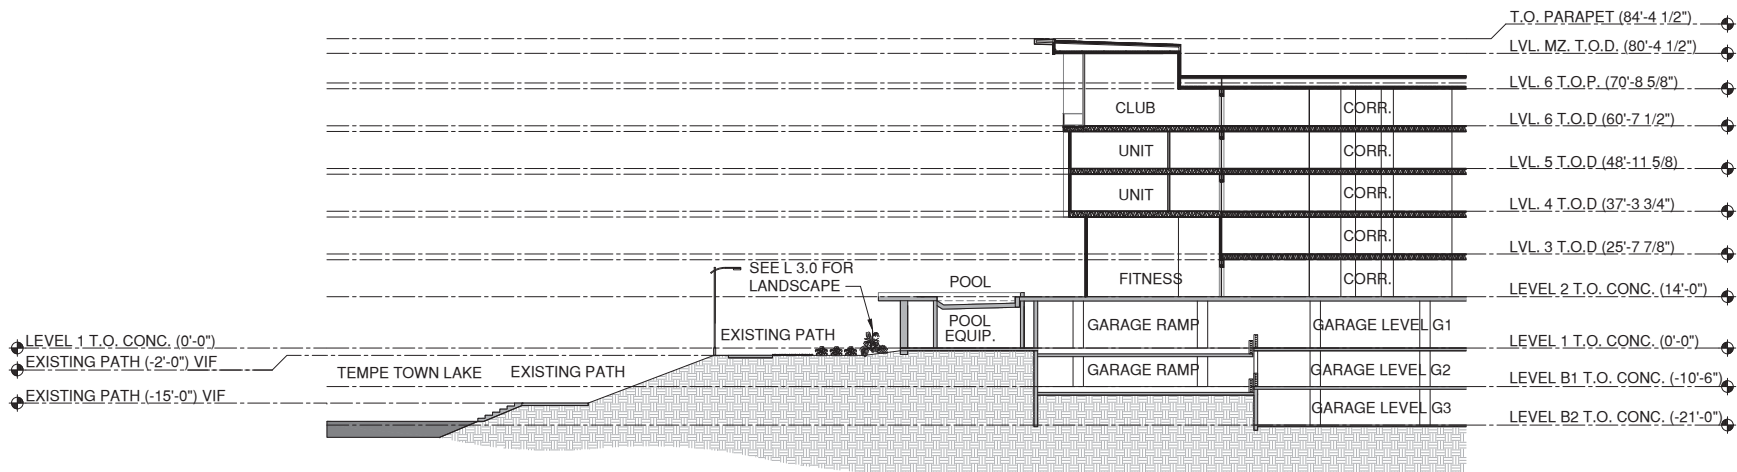 T.O. PARAPET (84'-4 1/2")
LVL. MZ. T.O.D. (80'-4 1/2")
LVL. 6 T.O.P. (70'-8 5/8")
CLUB
CORR.
LVL. 6 T.O.D (60'-7 1/2")
UNIT
CORR.
LVL. 5 T.O.D (48'-11 5/8)
UNIT
CORR.
LVL. 4 T.O.D (37'-3 3/4")
CORR.
LVL. 3 T.O.D (25'-7 7/8")
SEE L 3.0 FOR
LANDSCAPE
POOL
FITNESS
CORR.
LEVEL 2 T.O. CONC. (14'-0")
POOL
EQUIP.
GARAGE RAMP
GARAGE LEVEL G1
EXISTING PATH
LEVEL 1 T.O. CONC. (0'-0")
LEVEL 1 T.O. CONC. (0'-0")
EXISTING PATH (-2'-0") VIF
TEMPE TOWN LAKE
EXISTING PATH
GARAGE RAMP
GARAGE LEVEL G2
LEVEL B1 T.O. CONC. (-10'-6")
EXISTING PATH (-15'-0") VIF
GARAGE LEVEL G3
LEVEL B2 T.O. CONC. (-21'-0")